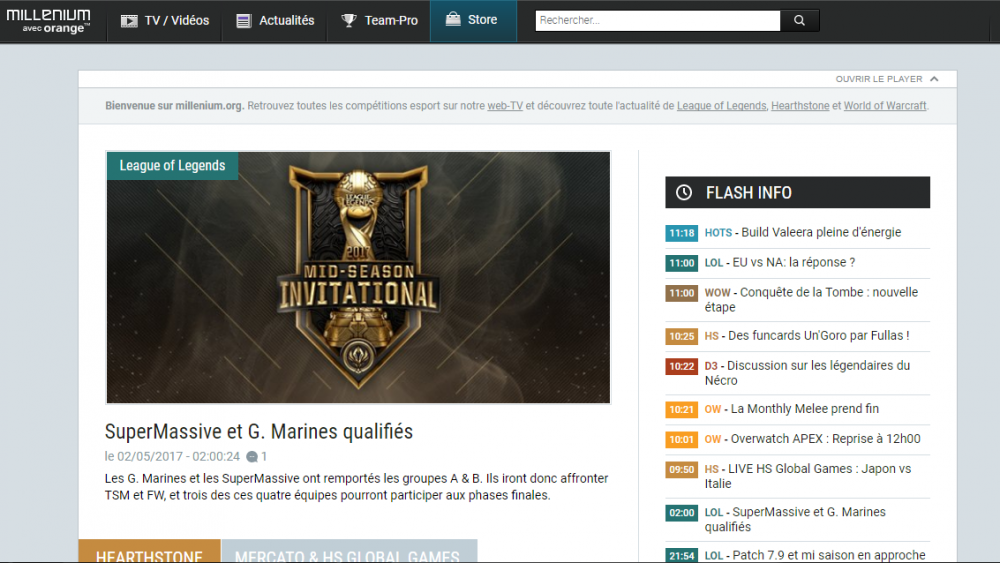 MILLENIUM
avec orange™
TV / Vidéos
Actualités
Team-Pro
Store
Rechercher...
OUVRIR LE PLAYER
Bienvenue sur millenium.org. Retrouvez toutes les compétitions esport sur notre web-TV et découvrez toute l'actualité de League of Legends, Hearthstone et World of Warcraft.
League of Legends
LEAGUE OF LEGENDS
2017
MID-SEASON
INVITATIONAL
SuperMassive et G. Marines qualifiés
le 02/05/2017 - 02:00:24 1
Les G. Marines et les SuperMassive ont remportés les groupes A & B. Ils iront donc affronter
TSM et FW, et trois des ces quatre équipes pourront participer aux phases finales.
HEARTHSTONE
MERCATO & HS GLOBAL GAMES
FLASH INFO
11:18 HOTS - Build Valeera pleine d'énergie
11:00 LOL - EU vs NA: la réponse ?
11:00 WOW - Conquête de la Tombe : nouvelle
étape
10:25 HS - Des funcards Un'Goro par Fullas !
10:22 D3 - Discussion sur les légendaires du
Nécro
10:21 OW - La Monthly Melee prend fin
10:01 OW - Overwatch APEX : Reprise à 12h00
09:50 HS - LIVE HS Global Games : Japon vs
Italie
02:00 LOL - SuperMassive et G. Marines
qualifiés
21:54 LOL - Patch 7.9 et mi saison en approche